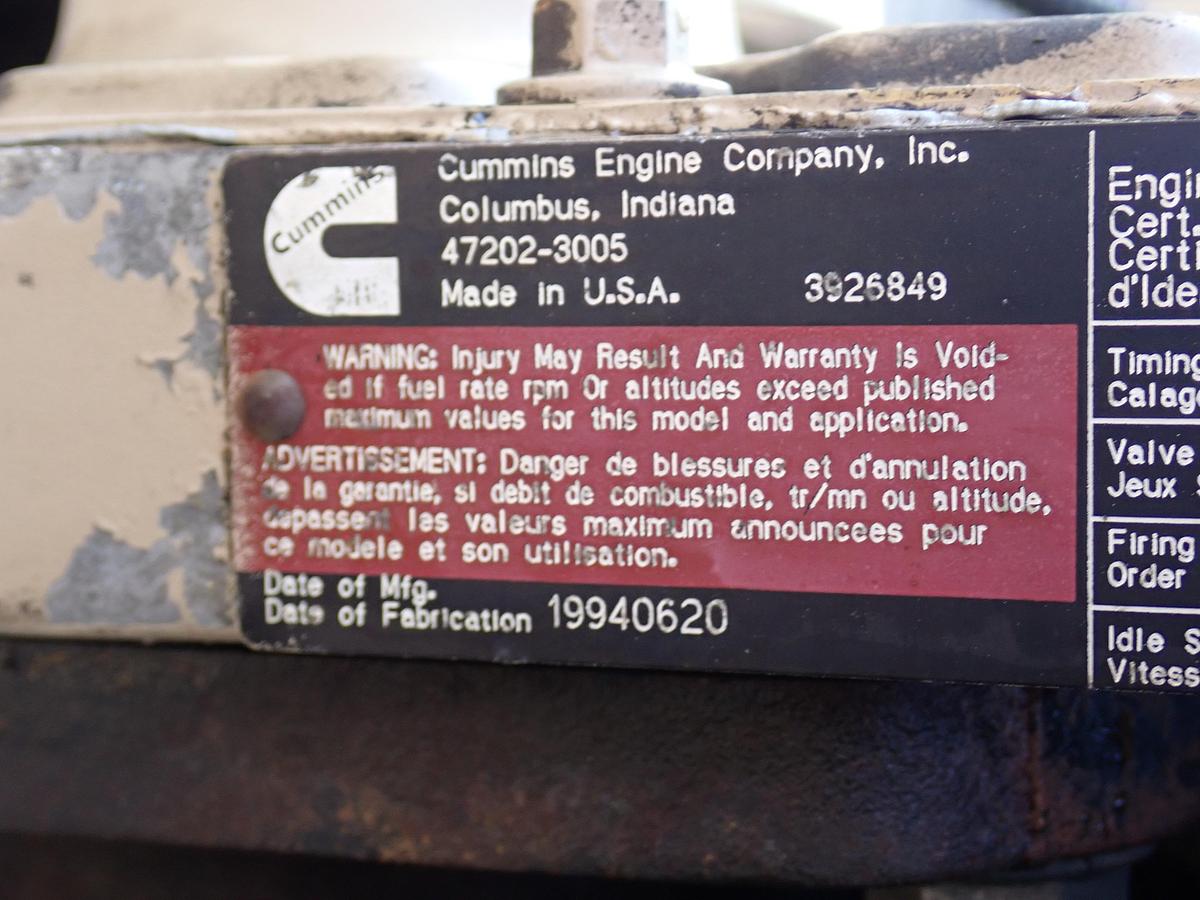 Cummins
Cummins Engine Company, Inc.
Columbus, Indiana
47202-3005
Made in U.S.A. 3926849
WARNING: Injury May Result And Warranty Is Void-
ed if fuel rate rpm Or altitudes exceed published
maximum values for this model and application.
ADVERTISSEMENT: Danger de blessures et d'annulation
de la garantie, si debit de combustible, tr/mn ou altitude,
depassent les valeurs maximum announcees pour
ce modele et son utilisation.
Date of Mfg.
Date of Fabrication 19940620
Cert.
d'Ide
Timing
Valve
Jeux S
Firing
Order
Idle S